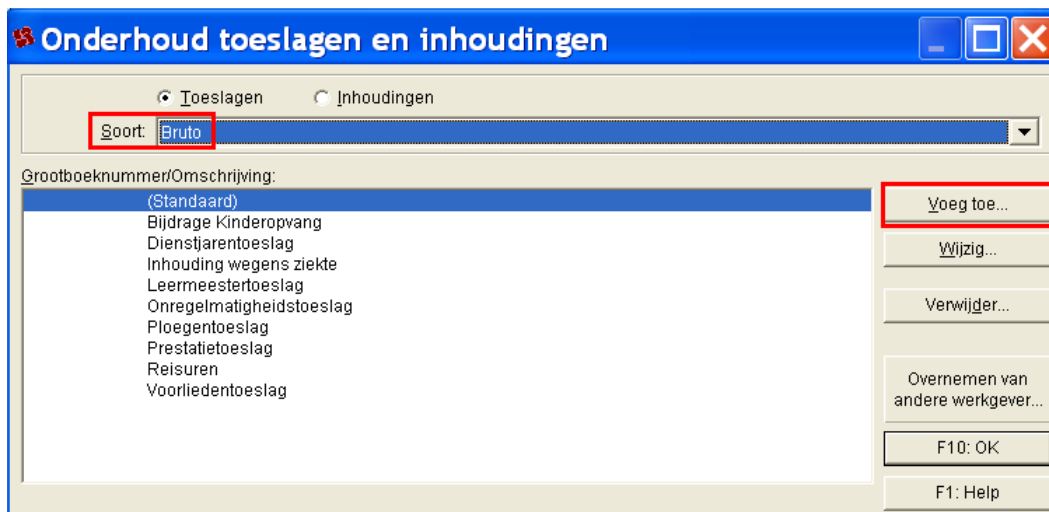 Onderhoud toeslagen en inhoudingen
Toeslagen Inhoudingen
Soort: Bruto
Grootboeknummer/Omschrijving:
(Standaard)
Bijdrage Kinderopvang
Dienstjarentoeslag
Inhouding wegens ziekte
Leermeestertoeslag
Onregelmatigheidstoeslag
Ploegentoeslag
Prestatietoeslag
Reisuren
Voorliedentoeslag
Voeg toe...
Wijzig...
Verwijder...
Overnemen van
andere werkgever...
F10: OK
F1: Help